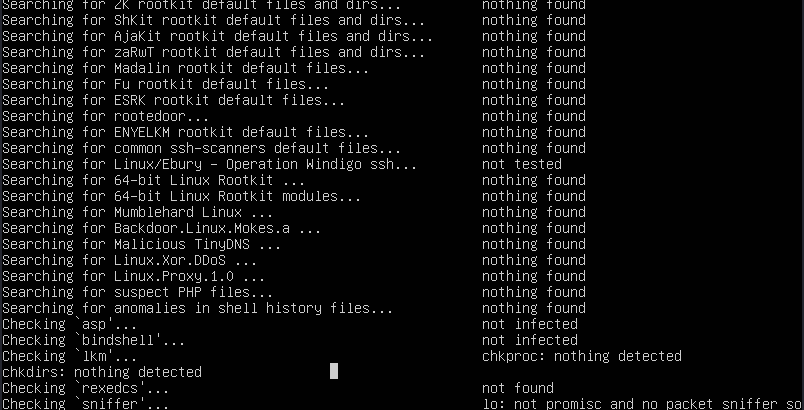 Searching for ZK rootkit default files and dirs... nothing found
Searching for ShKit rootkit default files and dirs... nothing found
Searching for AjaKit rootkit default files and dirs... nothing found
Searching for zaRwT rootkit default files and dirs... nothing found
Searching for Madalin rootkit default files... nothing found
Searching for Fu rootkit default files... nothing found
Searching for ESRK rootkit default files... nothing found
Searching for rootedoor... nothing found
Searching for ENYELKM rootkit default files... nothing found
Searching for common ssh-scanners default files... nothing found
Searching for Linux/Ebury - Operation Windigo ssh... not tested
Searching for 64-bit Linux Rootkit ... nothing found
Searching for 64-bit Linux Rootkit modules... nothing found
Searching for Mumblehard Linux ... nothing found
Searching for Backdoor.Linux.Mokes.a ... nothing found
Searching for Malicious TinyDNS ... nothing found
Searching for Linux.Xor.DDoS ... nothing found
Searching for Linux.Proxy.1.0 ... nothing found
Searching for suspect PHP files... nothing found
Searching for anomalies in shell history files... nothing found
Checking `asp'... not infected
Checking `bindshell'... not infected
Checking `lkm'... chkproc: nothing detected
chkdirs: nothing detected
Checking `rexedcs'... not found
Checking `sniffer'... lo: not promisc and no packet sniffer so